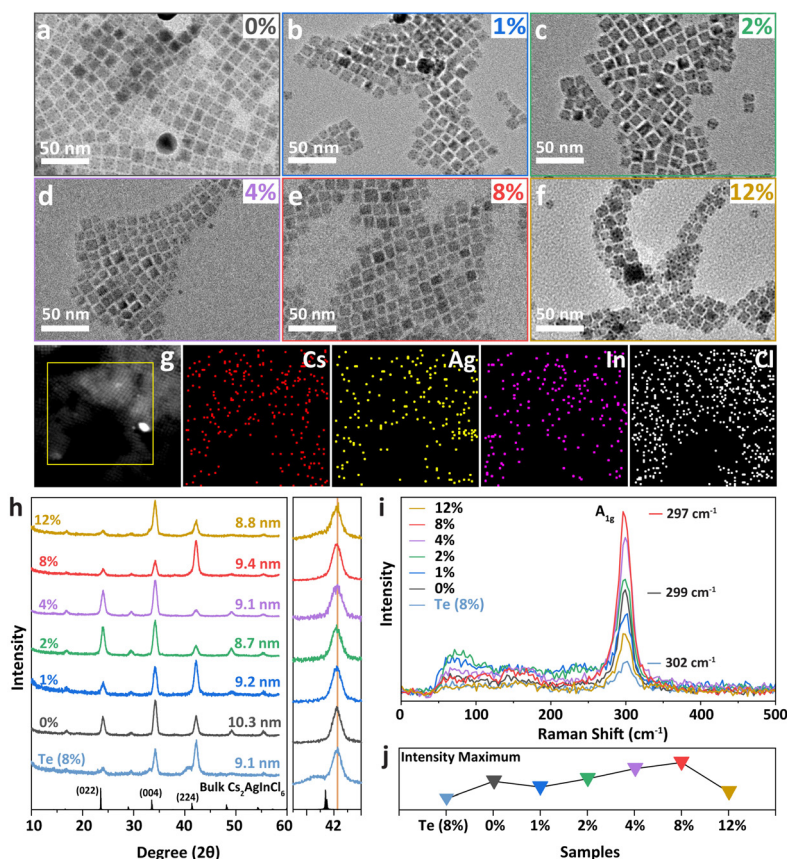 a
0%
50 nm
b
1%
50 nm
c
2%
50 nm
d
4%
50 nm
e
8%
50 nm
f
12%
50 nm
g
Cs
Ag
In
Cl
h
12%
8.8 nm
8%
9.4 nm
4%
9.1 nm
2%
8.7 nm
1%
9.2 nm
0%
10.3 nm
Te (8%)
9.1 nm
Bulk Cs2AgInCl6
(022)
(004)
(224)
10 20 30 40 50 60
42
Degree (2θ)
Intensity
i
12%
8%
4%
2%
1%
0%
Te (8%)
A1g
297 cm-1
299 cm-1
302 cm-1
Intensity
0 100 200 300 400 500
Raman Shift (cm-1)
j
Intensity Maximum
Te (8%) 0% 1% 2% 4% 8% 12%
Samples